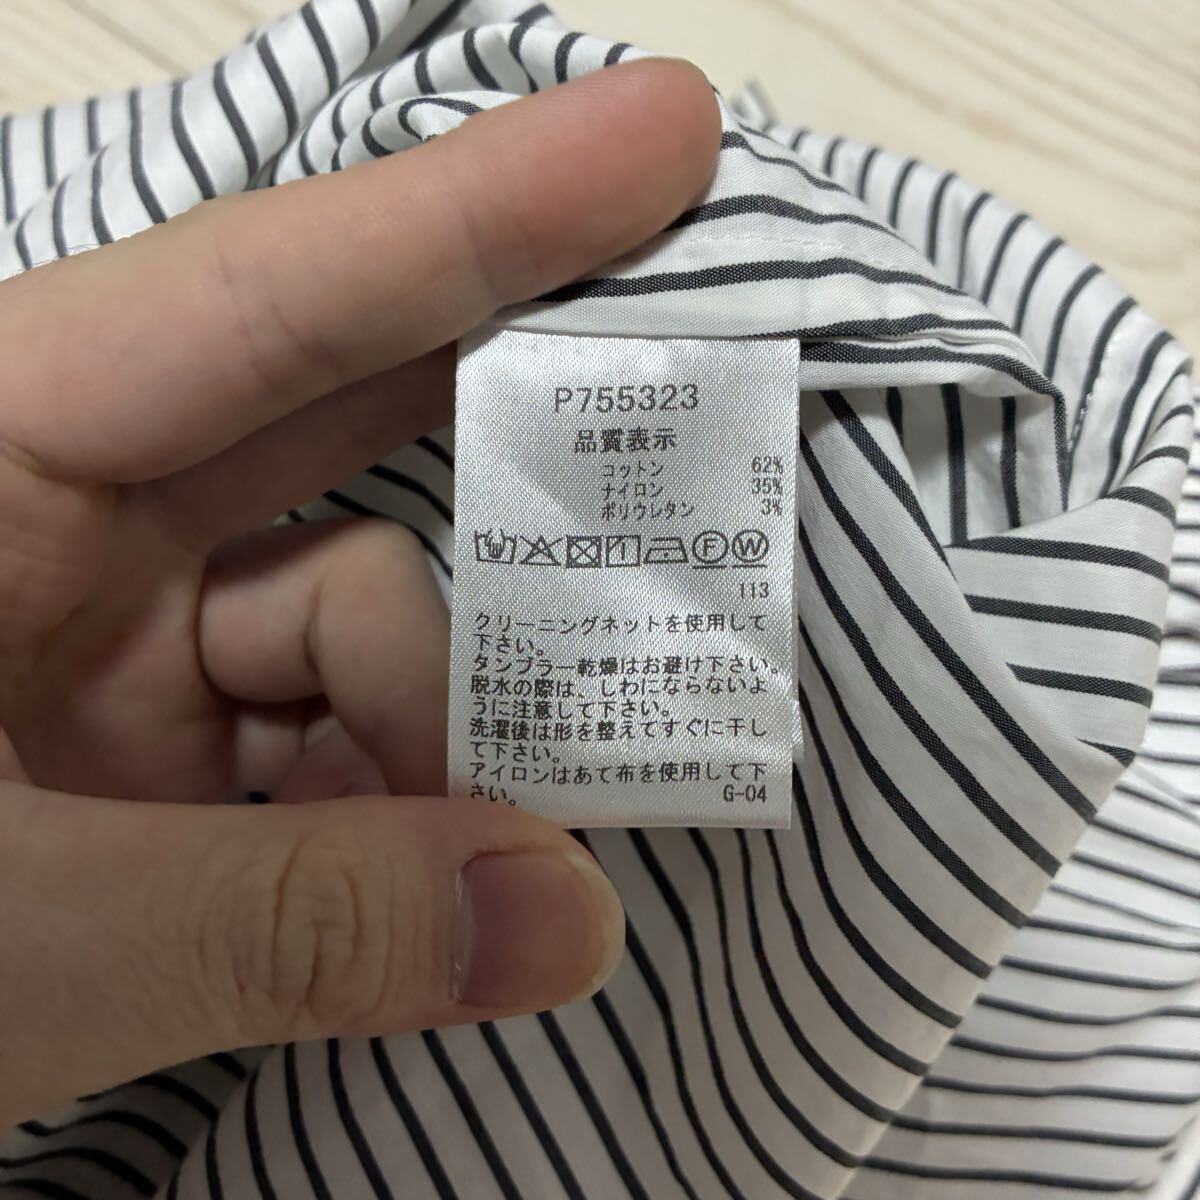 P755323
品質表示
コットン 62%
ナイロン 35%
ポリウレタン 3%
F W
113
クリーニングネットを使用して
下さい。
タンブラー乾燥はお避け下さい。
脱水の際は、しわにならないよ
うに注意して下さい。
洗濯後は形を整えてすぐに干し
て下さい。
アイロンはあて布を使用して下
さい。 G-04